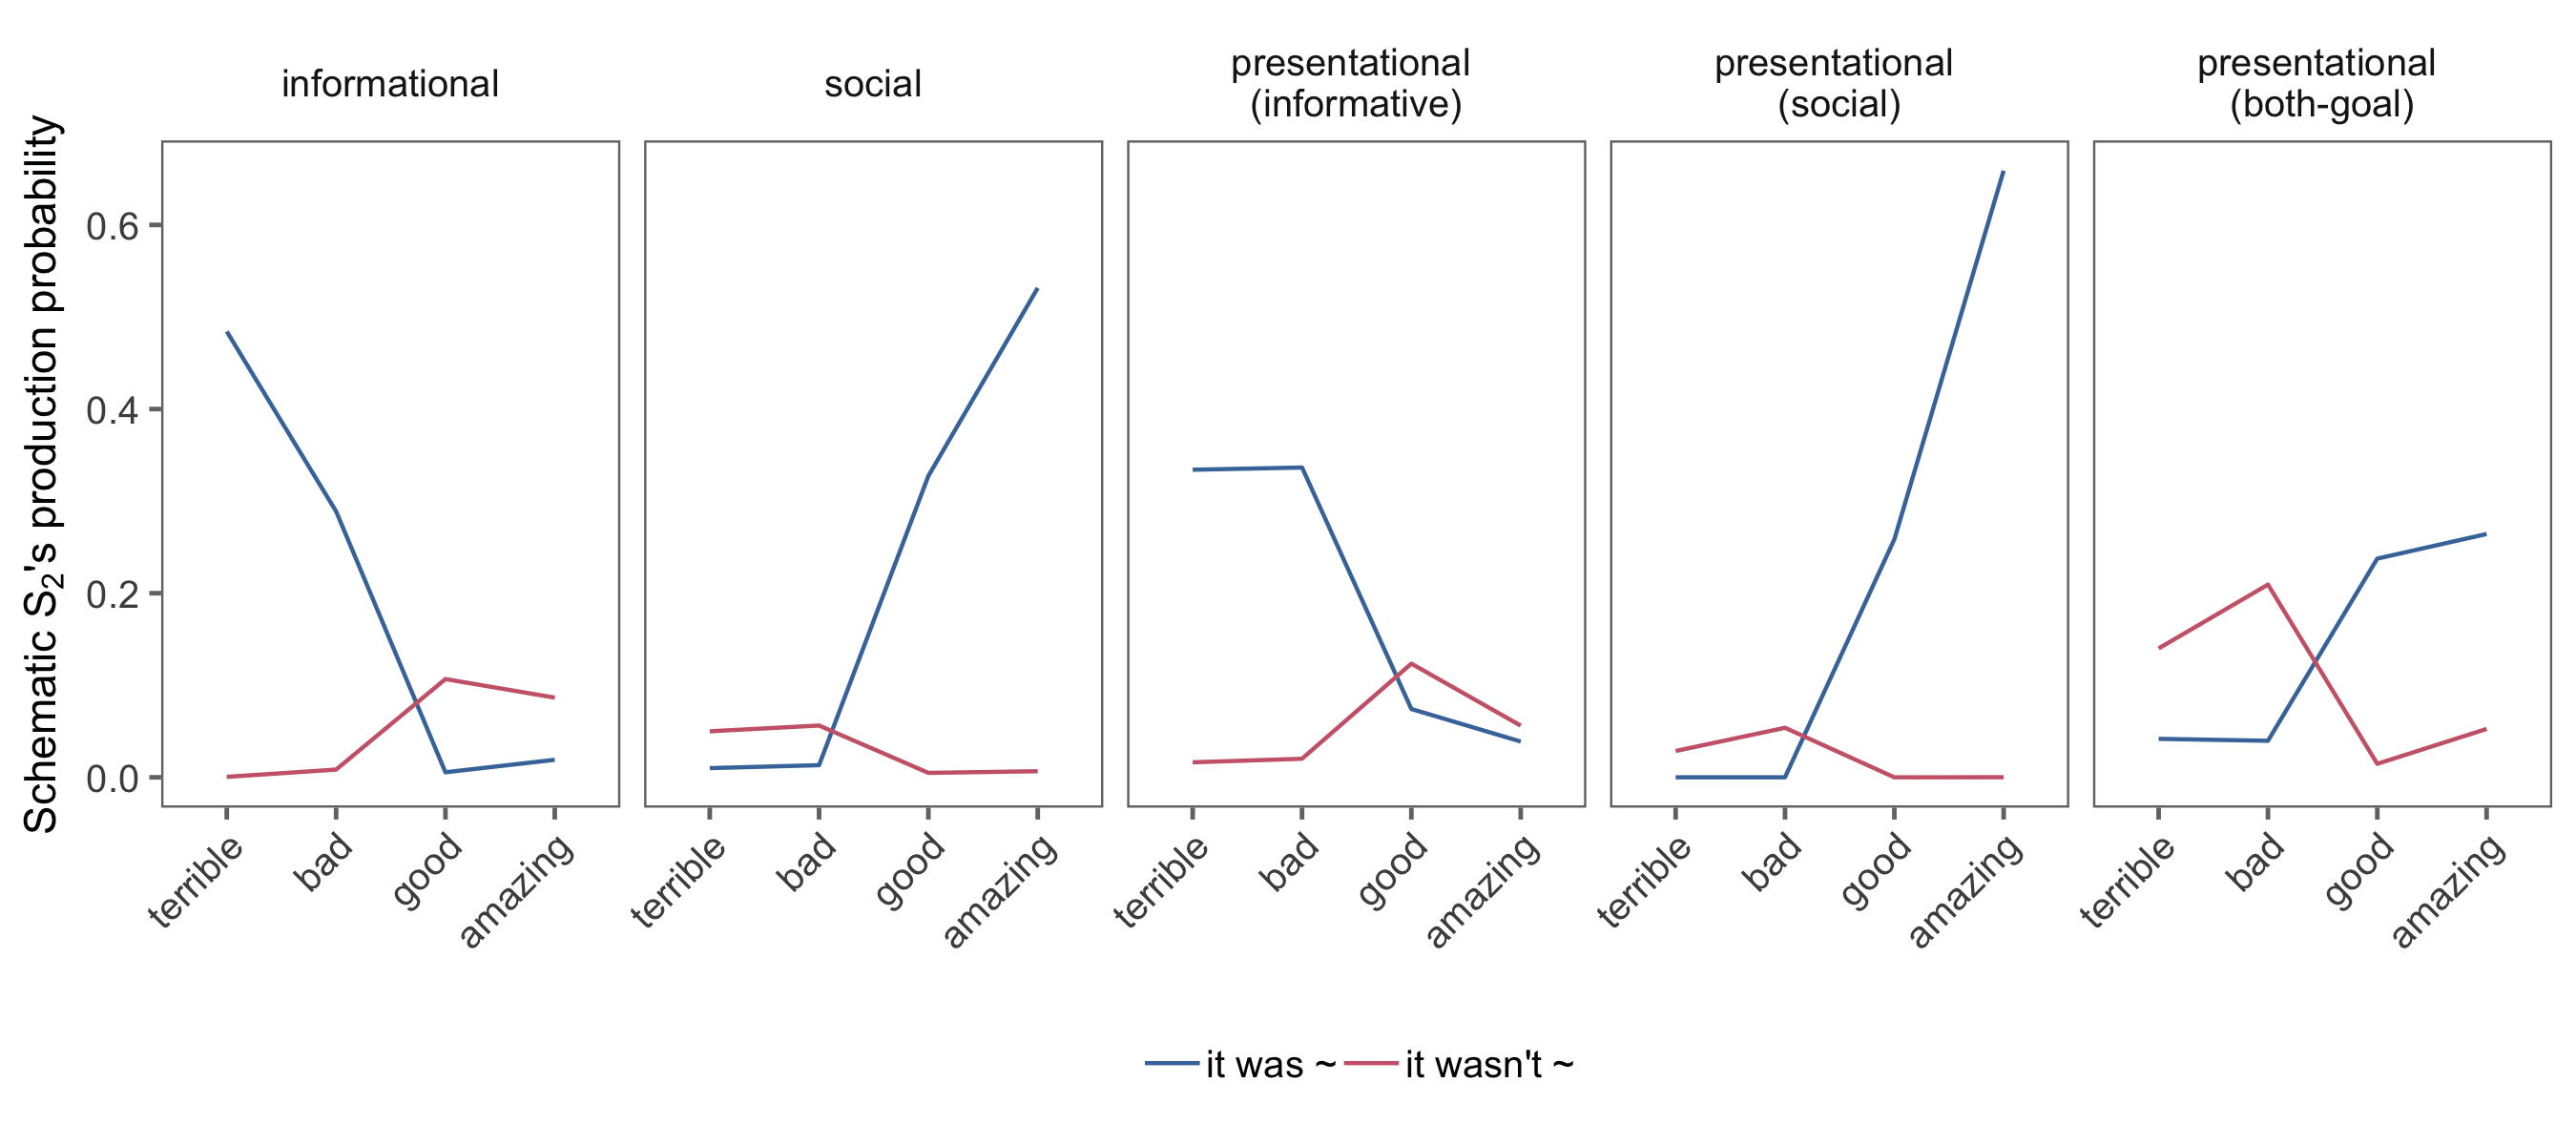 informational
social
presentational
(informative)
presentational
(social)
presentational
(both-goal)
Schematic S₂'s production probability
0.6
0.4
0.2
0.0
terrible
bad
good
amazing
terrible
bad
good
amazing
terrible
bad
good
amazing
terrible
bad
good
amazing
terrible
bad
good
amazing
it was ~
it wasn't ~